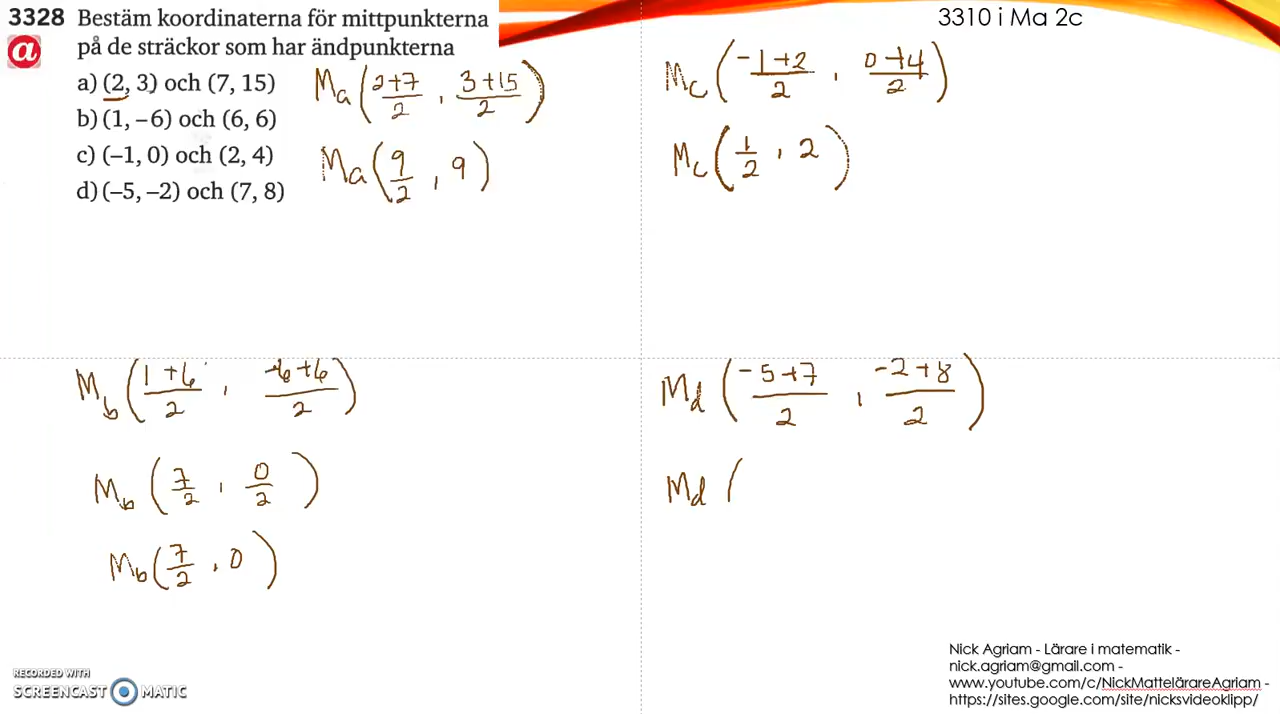 3328 Bestäm koordinaterna för mittpunkterna
på de sträckor som har ändpunkterna
a
a) (2, 3) och (7, 15)
b) (1, –6) och (6, 6)
c) (–1, 0) och (2, 4)
d) (–5, –2) och (7, 8)
Ma (2+7/2 , 3+15/2)
Ma (9/2 , 9)
3310 i Ma 2c
Mc (-1+2/2 , 0+4/2)
Mc (1/2 , 2)
Mb (1+6/2 , -6+6/2)
Mb (7/2 , 0/2)
Mb (7/2 , 0)
Md (-5+7/2 , -2+8/2)
Md (
RECORDED WITH
SCREENCAST MATIC
Nick Agriam - Lärare i matematik -
nick.agriam@gmail.com -
www.youtube.com/c/NickMattelärareAgriam -
https://sites.google.com/site/nicksvideoklipp/